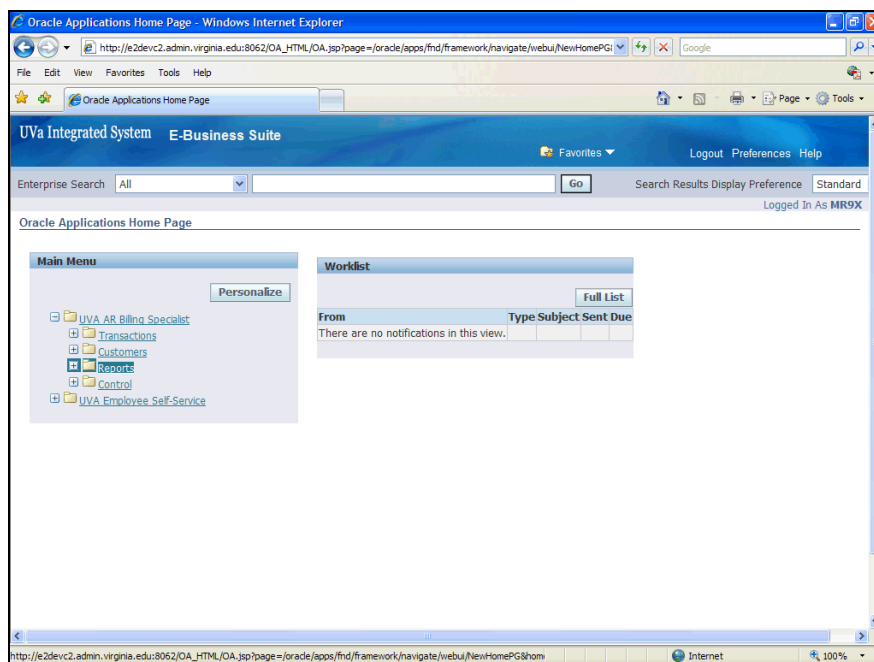 Oracle Applications Home Page - Windows Internet Explorer
http://e2devc2.admin.virginia.edu:8062/OA_HTML/OA.jsp?page=/oracle/apps/fnd/framework/navigate/webui/NewHomePG&
Google
File Edit View Favorites Tools Help
Oracle Applications Home Page
Page Tools
UVa Integrated System E-Business Suite
Favorites
Logout Preferences Help
Enterprise Search All Go Search Results Display Preference Standard
Logged In As MR9X
Oracle Applications Home Page
Main Menu
Personalize
UVA AR Billing Specialist
Transactions
Customers
Reports
Control
UVA Employee Self-Service
Worklist
Full List
From Type Subject Sent Due
There are no notifications in this view.
http://e2devc2.admin.virginia.edu:8062/OA_HTML/OA.jsp?page=/oracle/apps/fnd/framework/navigate/webui/NewHomePG&hom
Internet 100%